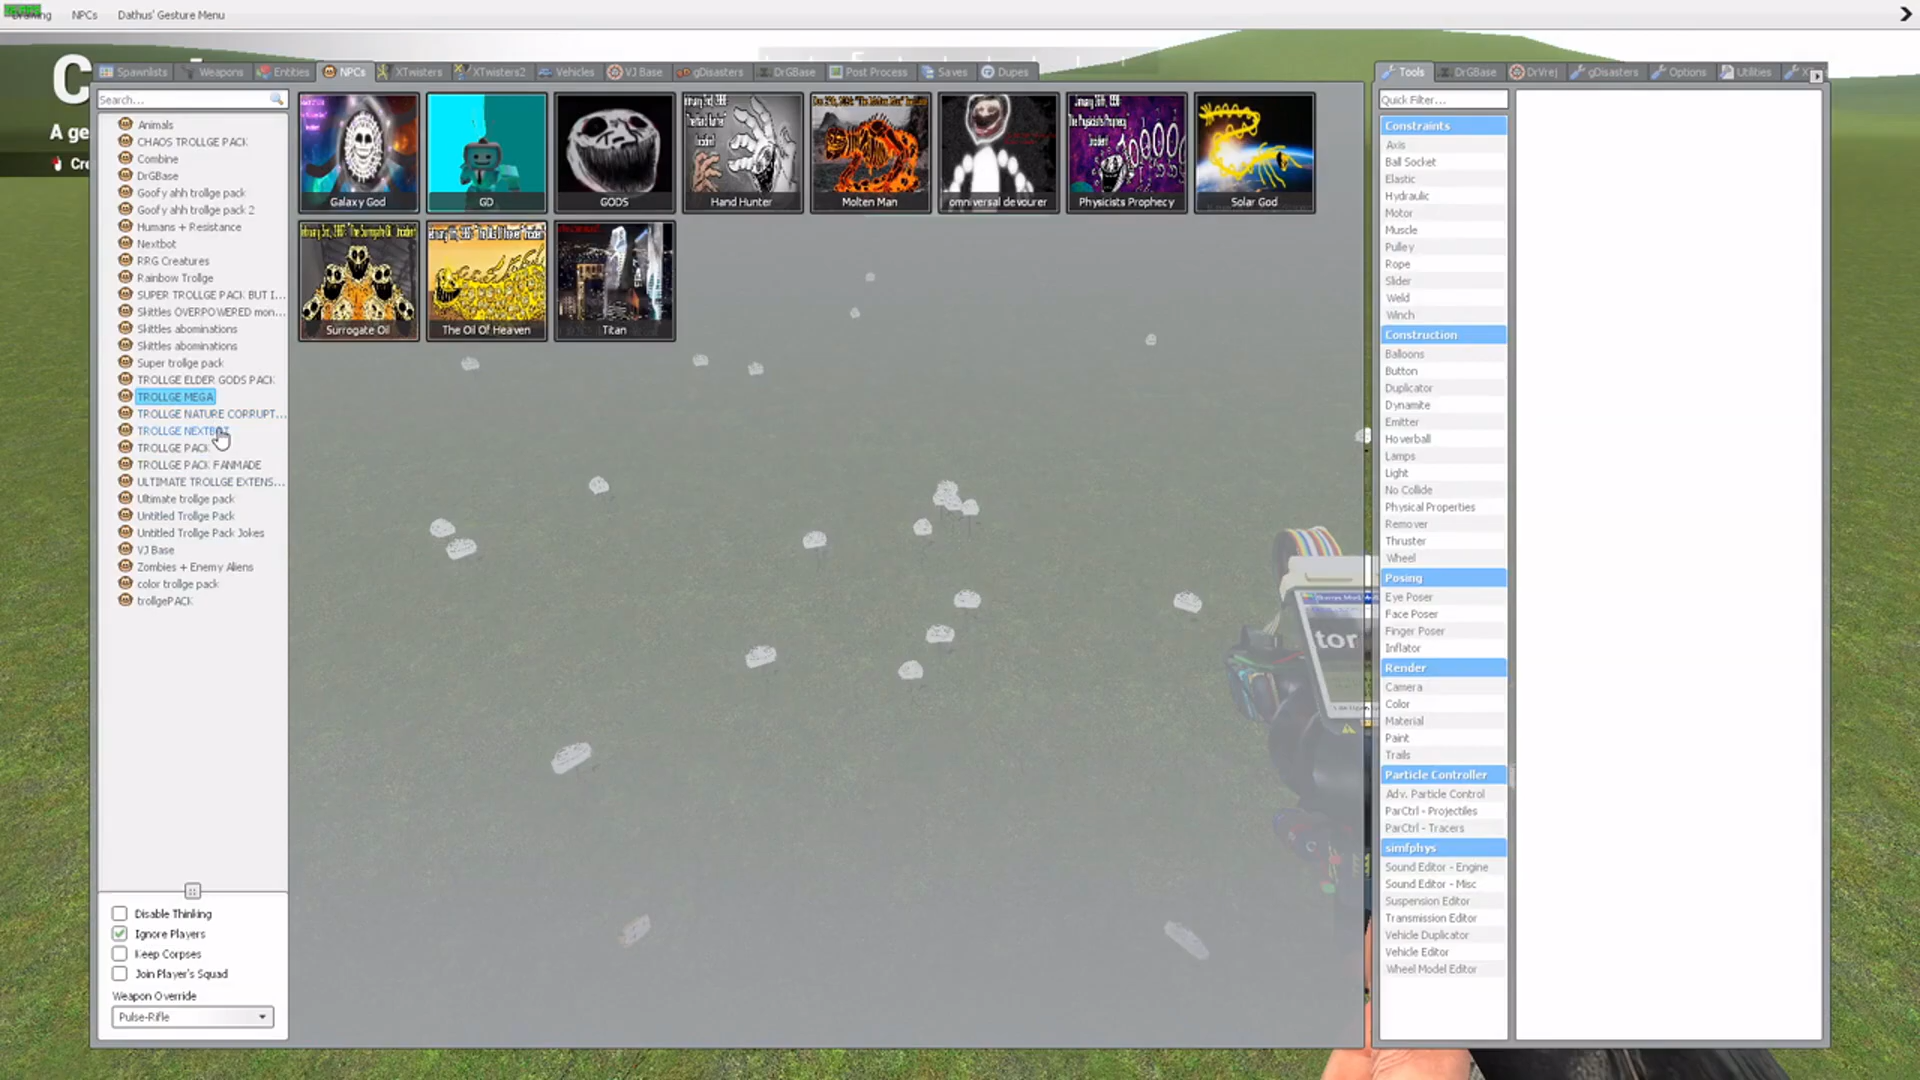 Drawing NPCs Dathus' Gesture Menu
C
A ge
Cre
Spawnlists Weapons Entities NPCs XTwisters XTwisters2 Vehicles VJ Base gDisasters DrGBase Post Process Saves Dupes
Search...
Animals
CHAOS TROLLGE PACK
Combine
DrGBase
Goofy ahh trollge pack
Goofy ahh trollge pack 2
Humans + Resistance
Nextbot
RRG Creatures
Rainbow Trollge
SUPER TROLLGE PACK BUT I...
Skittles OVERPOWERED mon...
Skittles abominations
Skittles abominations
Super trollge pack
TROLLGE ELDER GODS PACK
TROLLGE MEGA
TROLLGE NATURE CORRUPT...
TROLLGE NEXTBOT
TROLLGE PACK
TROLLGE PACK FANMADE
ULTIMATE TROLLGE EXTENS...
Ultimate trollge pack
Untitled Trollge Pack
Untitled Trollge Pack Jokes
VJ Base
Zombies + Enemy Aliens
color trollge pack
trollgePACK
Disable Thinking
Ignore Players
Keep Corpses
Join Player's Squad
Weapon Override
Pulse-Rifle
Galaxy God
GD
GODS
Hand Hunter
Molten Man
omniversal devourer
Physicists Prophecy
Solar God
Surrogate Oil
The Oil Of Heaven
Titan
tor
Tools DrGBase DrVrej gDisasters Options Utilities
Quick Filter...
Constraints
Axis
Ball Socket
Elastic
Hydraulic
Motor
Muscle
Pulley
Rope
Slider
Weld
Winch
Construction
Balloons
Button
Duplicator
Dynamite
Emitter
Hoverball
Lamps
Light
No Collide
Physical Properties
Remover
Thruster
Wheel
Posing
Eye Poser
Face Poser
Finger Poser
Inflator
Render
Camera
Color
Material
Paint
Trails
Particle Controller
Adv. Particle Control
ParCtrl - Projectiles
ParCtrl - Tracers
simfphys
Sound Editor - Engine
Sound Editor - Misc
Suspension Editor
Transmission Editor
Vehicle Duplicator
Vehicle Editor
Wheel Model Editor